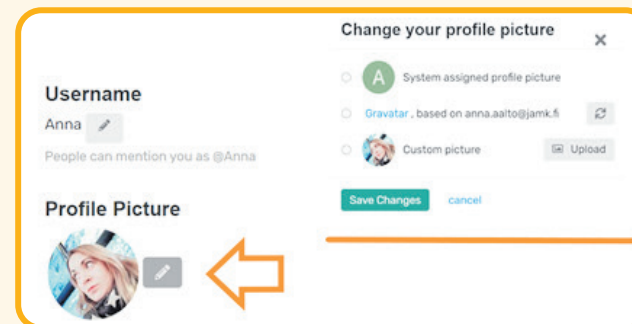 Username
Anna
People can mention you as @Anna
Profile Picture
Change your profile picture
A System assigned profile picture
Gravatar , based on anna.aalto@jamk.fi
Custom picture Upload
Save Changes cancel